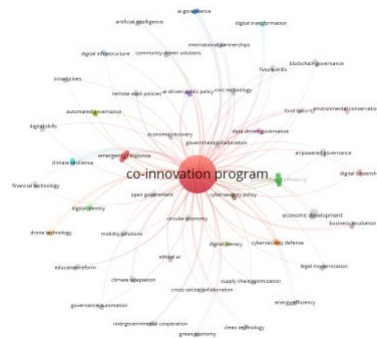 ai governance
artificial intelligence
digital transformation
international partnerships
digital infrastructure
community-driven solutions
blockchain governance
future skills
smart cities
remote work policies
ai-driven public policy
civic technology
automated governance
food security
environmental conservation
digital skills
data-driven governance
economic recovery
government collaboration
emergency response
ai-powered governance
climate resilience
co-innovation program
digital citizenship
financial technology
open government
cybersecurity policy
digital identity
circular economy
economic development
business incubation
drone technology
mobility solutions
digital literacy
cybersecurity defense
ethical ai
education reform
legal modernization
climate adaptation
supply chain optimization
cross-sector collaboration
governance automation
energy efficiency
intergovernmental cooperation
clean technology
green economy